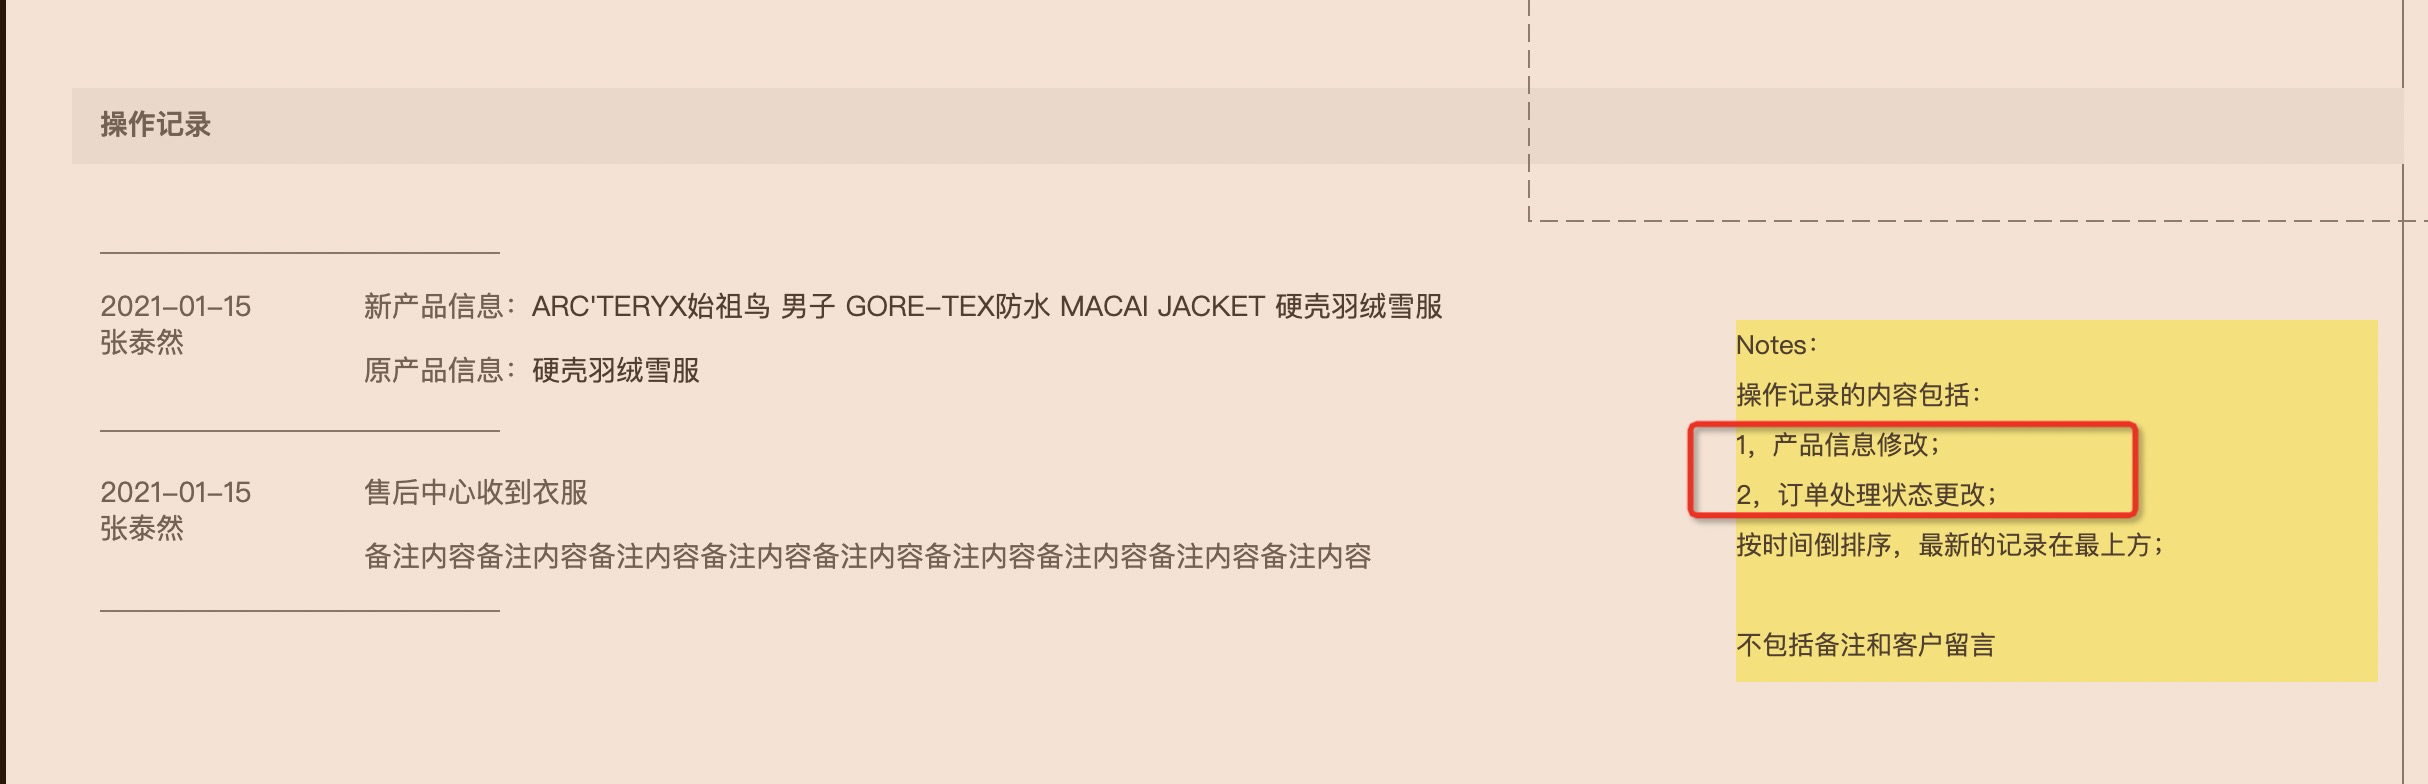 操作记录
2021-01-15
张泰然
新产品信息：ARC'TERYX始祖鸟 男子 GORE-TEX防水 MACAI JACKET 硬壳羽绒雪服
原产品信息：硬壳羽绒雪服
2021-01-15
张泰然
售后中心收到衣服
备注内容备注内容备注内容备注内容备注内容备注内容备注内容备注内容备注内容
Notes：
操作记录的内容包括：
1，产品信息修改；
2，订单处理状态更改；
按时间倒排序，最新的记录在最上方；
不包括备注和客户留言